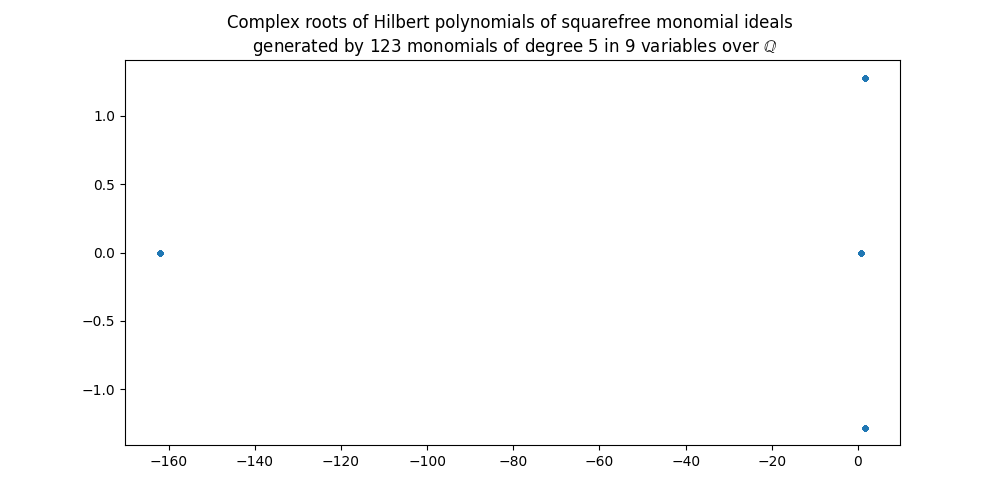 Complex roots of Hilbert polynomials of squarefree monomial ideals
generated by 123 monomials of degree 5 in 9 variables over ℚ
1.0
0.5
0.0
−0.5
−1.0
−160 −140 −120 −100 −80 −60 −40 −20 0